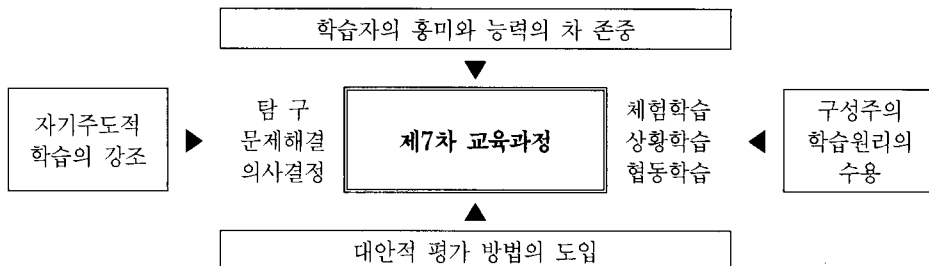 학습자의 흥미와 능력의 차 존중
자기주도적
학습의 강조
탐 구
문제해결
의사결정
제7차 교육과정
체험학습
상황학습
협동학습
구성주의
학습원리의
수용
대안적 평가 방법의 도입